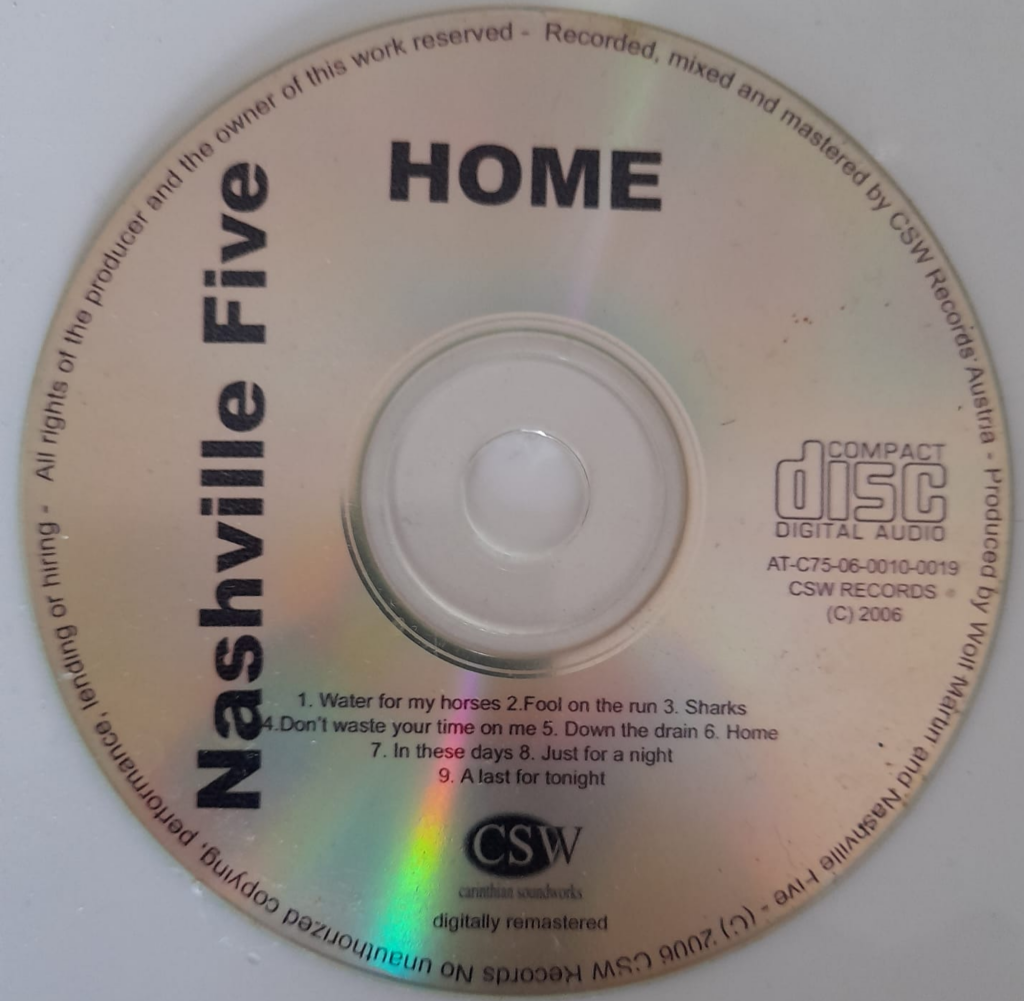 HOME
Nashville Five
COMPACT
disc
DIGITAL AUDIO
AT-C75-06-0010-0019
CSW RECORDS
(C) 2006
1. Water for my horses 2.Fool on the run 3. Sharks
4.Don't waste your time on me 5. Down the drain 6. Home
7. In these days 8. Just for a night
9. A last for tonight
CSW
carinthian soundworks
digitally remastered
All rights of the producer and the owner of this work reserved - Recorded, mixed and mastered by CSW Records Austria - Produced by Wolf Marun and Nashville Five - (C) 2006 CSW Records No unauthorized copying, performance, lending or hiring -